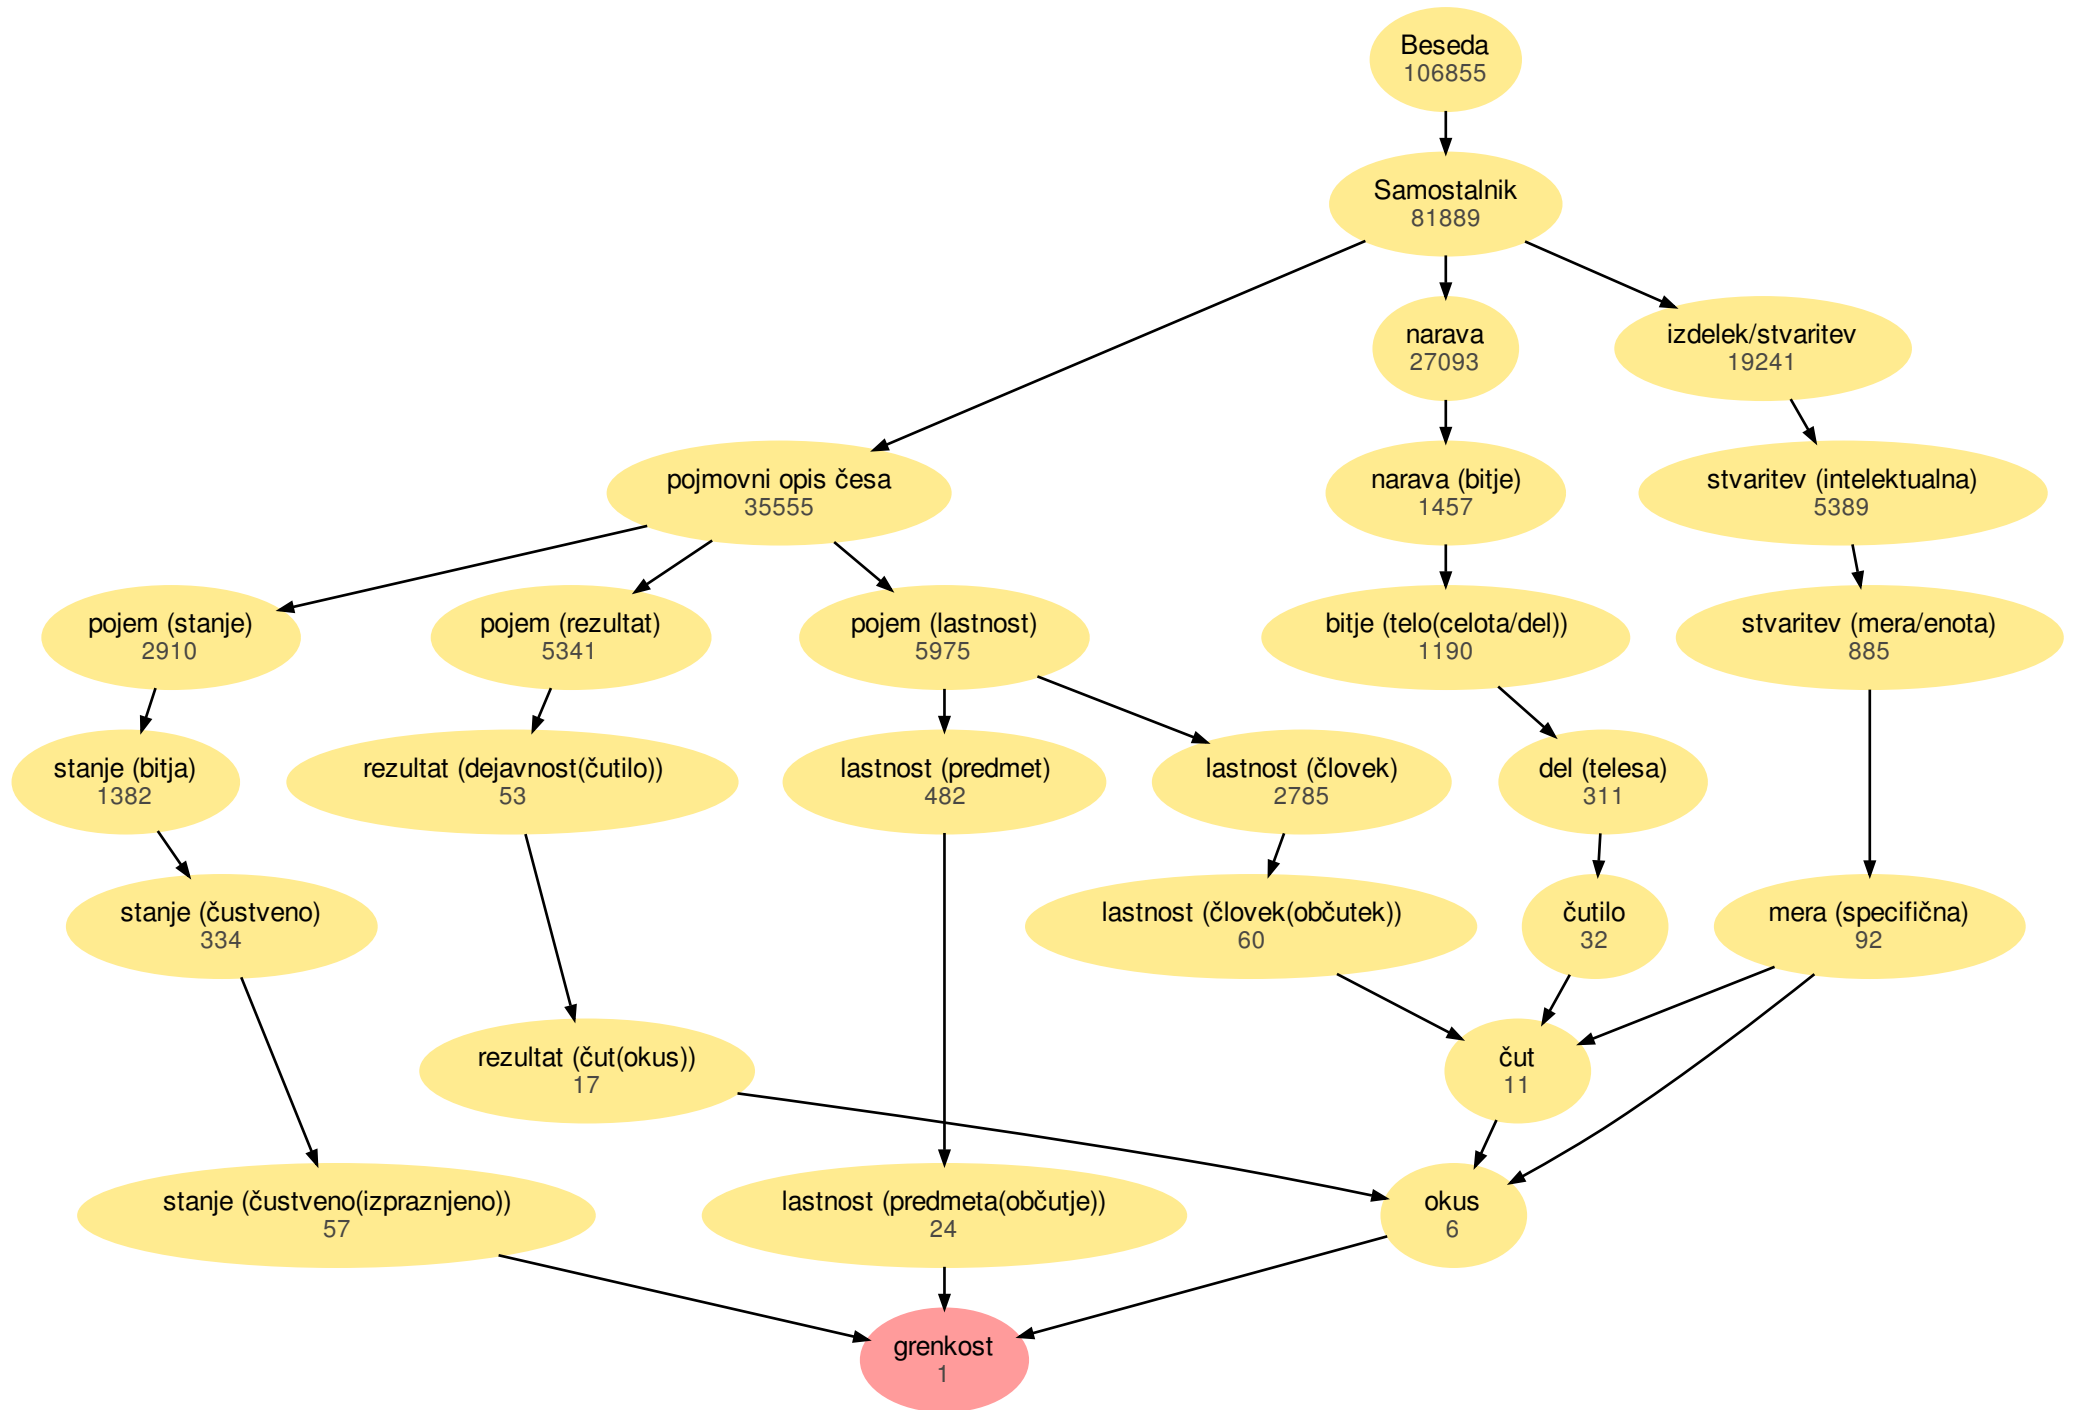 Beseda
106855
Samostalnik
81889
narava
27093
izdelek/stvaritev
19241
pojmovni opis česa
35555
narava (bitje)
1457
stvaritev (intelektualna)
5389
pojem (stanje)
2910
pojem (rezultat)
5341
pojem (lastnost)
5975
bitje (telo(celota/del))
1190
stvaritev (mera/enota)
885
stanje (bitja)
1382
rezultat (dejavnost(čutilo))
53
lastnost (predmet)
482
lastnost (človek)
2785
del (telesa)
311
stanje (čustveno)
334
lastnost (človek(občutek))
60
čutilo
32
mera (specifična)
92
rezultat (čut(okus))
17
čut
11
stanje (čustveno(izpraznjeno))
57
lastnost (predmeta(občutje))
24
okus
6
grenkost
1